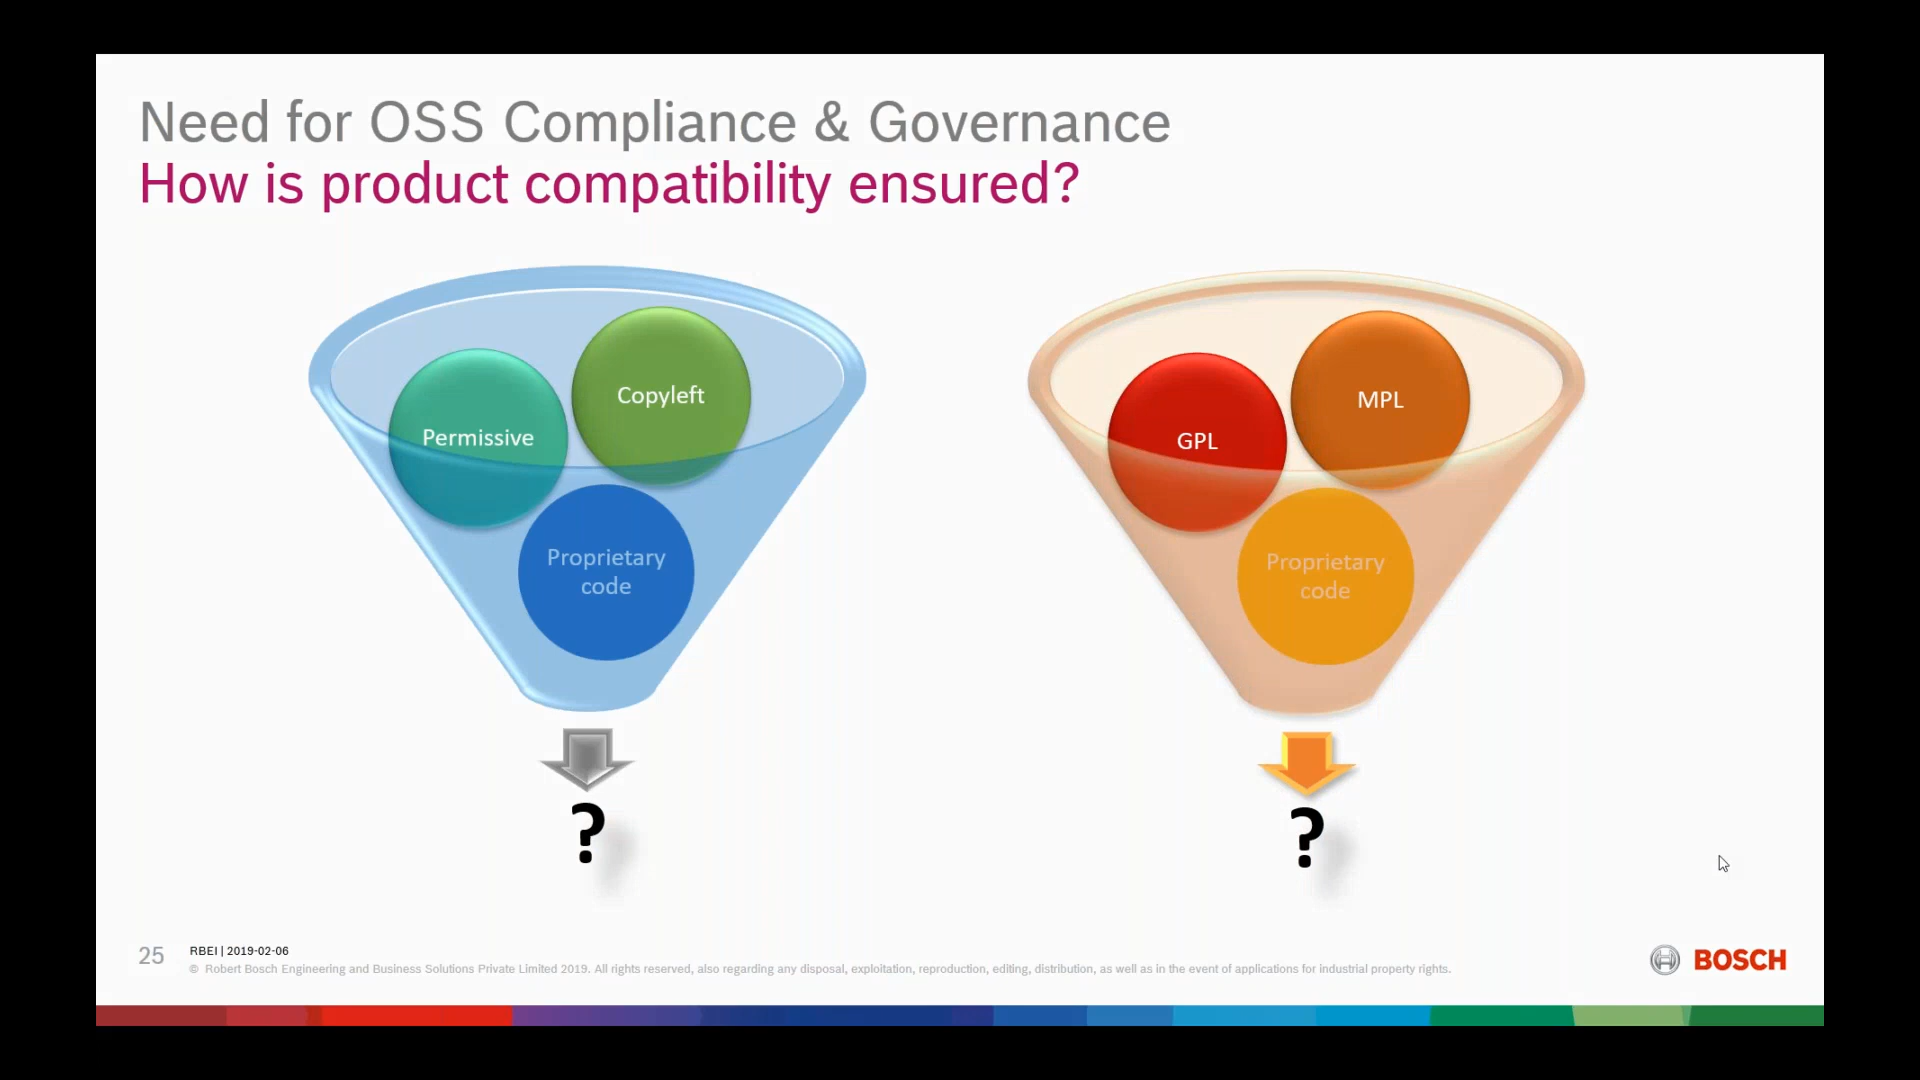 Need for OSS Compliance & Governance
How is product compatibility ensured?
Permissive
Copyleft
Proprietary
code
?
GPL
MPL
Proprietary
code
?
25
RBEI | 2019-02-06
© Robert Bosch Engineering and Business Solutions Private Limited 2019. All rights reserved, also regarding any disposal, exploitation, reproduction, editing, distribution, as well as in the event of applications for industrial property rights.
BOSCH